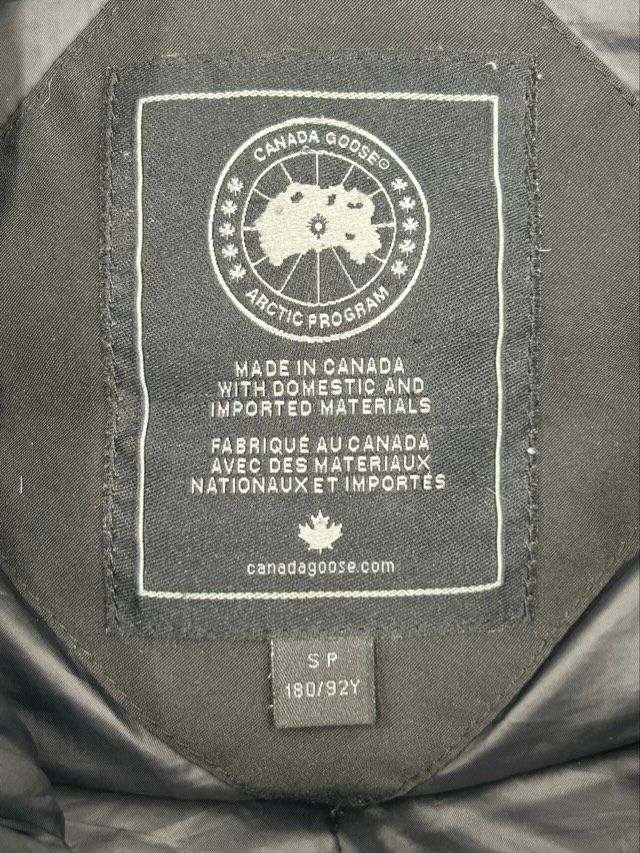 CANADA GOOSE®
ARCTIC PROGRAM
MADE IN CANADA
WITH DOMESTIC AND
IMPORTED MATERIALS
FABRIQUÉ AU CANADA
AVEC DES MATERIAUX
NATIONAUX ET IMPORTÉS
canadagoose.com
S P
180/92Y